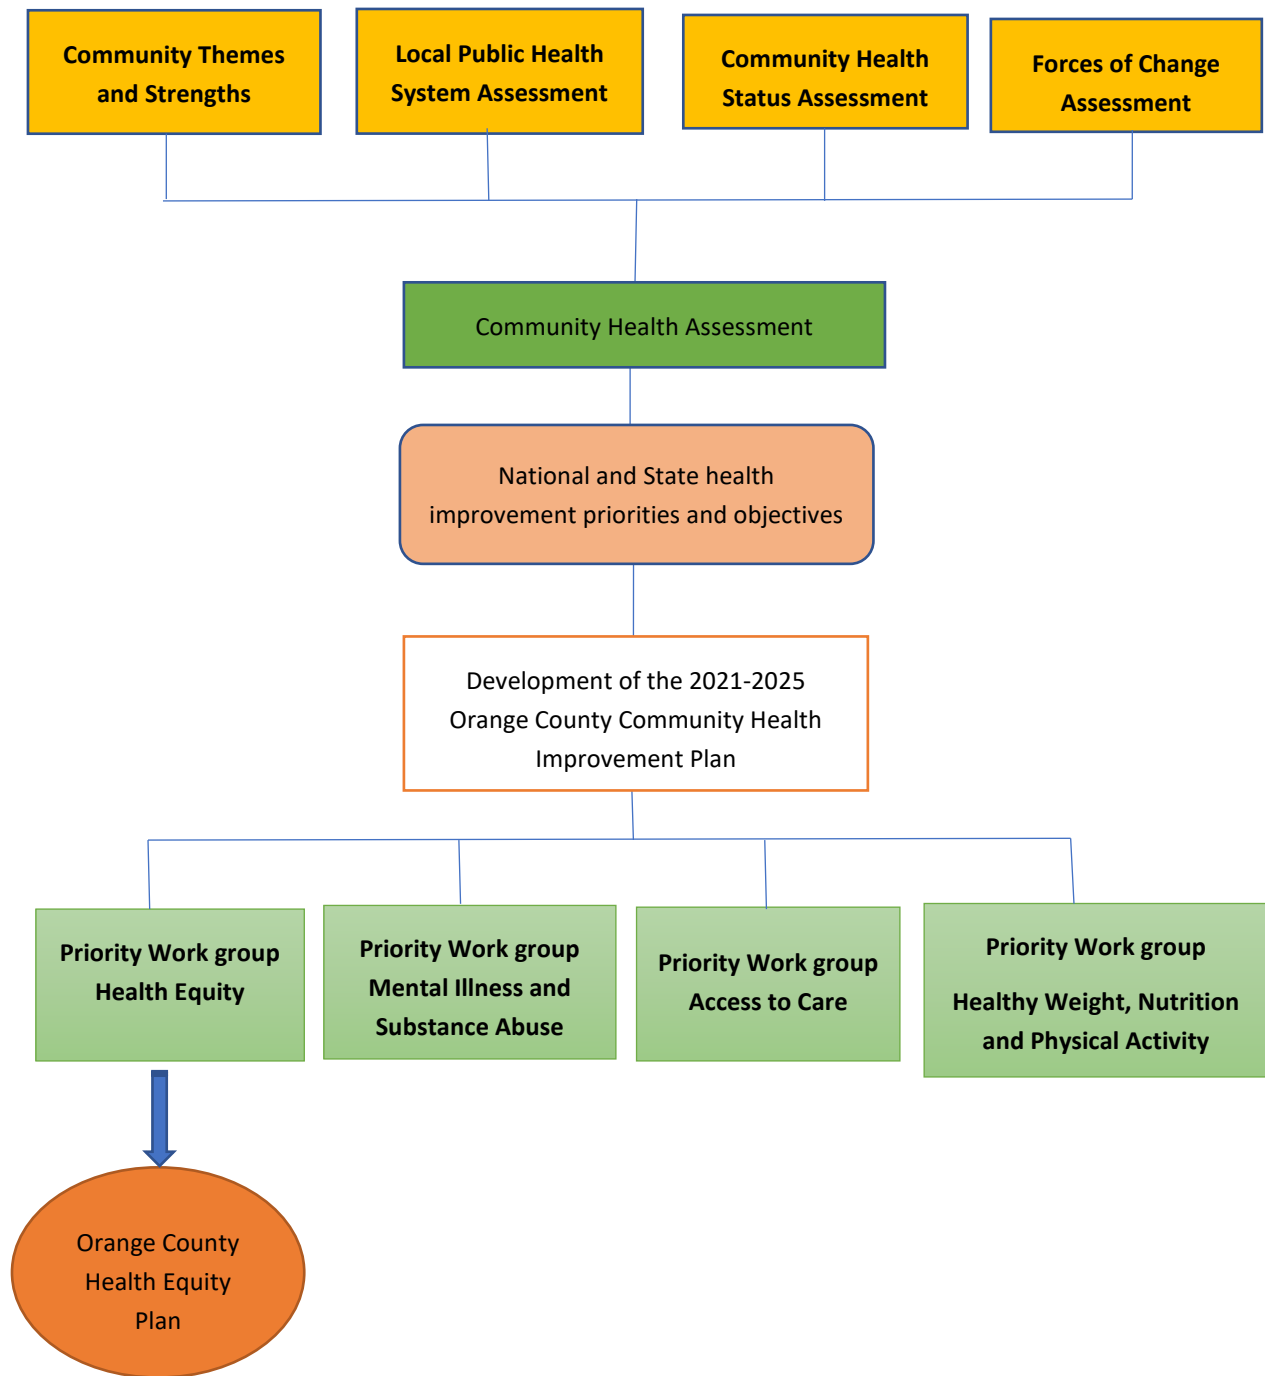 Community Themes
and Strengths
Local Public Health
System Assessment
Community Health
Status Assessment
Forces of Change
Assessment
Community Health Assessment
National and State health
improvement priorities and objectives
Development of the 2021-2025
Orange County Community Health
Improvement Plan
Priority Work group
Health Equity
Priority Work group
Mental Illness and
Substance Abuse
Priority Work group
Access to Care
Priority Work group
Healthy Weight, Nutrition
and Physical Activity
Orange County
Health Equity
Plan